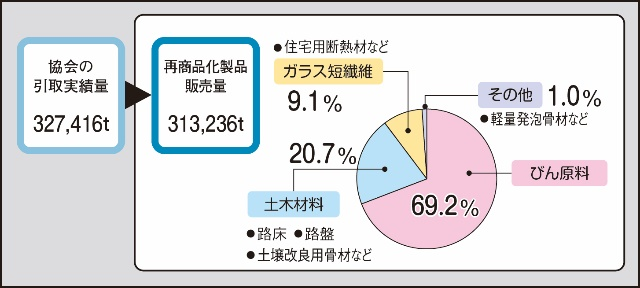 協会の
引取実績量
327,416t
再商品化製品
販売量
313,236t
●住宅用断熱材など
ガラス短繊維
9.1%
その他
1.0%
●軽量発泡骨材など
20.7%
土木材料
●路床 ●路盤
●土壌改良用骨材など
びん原料
69.2%